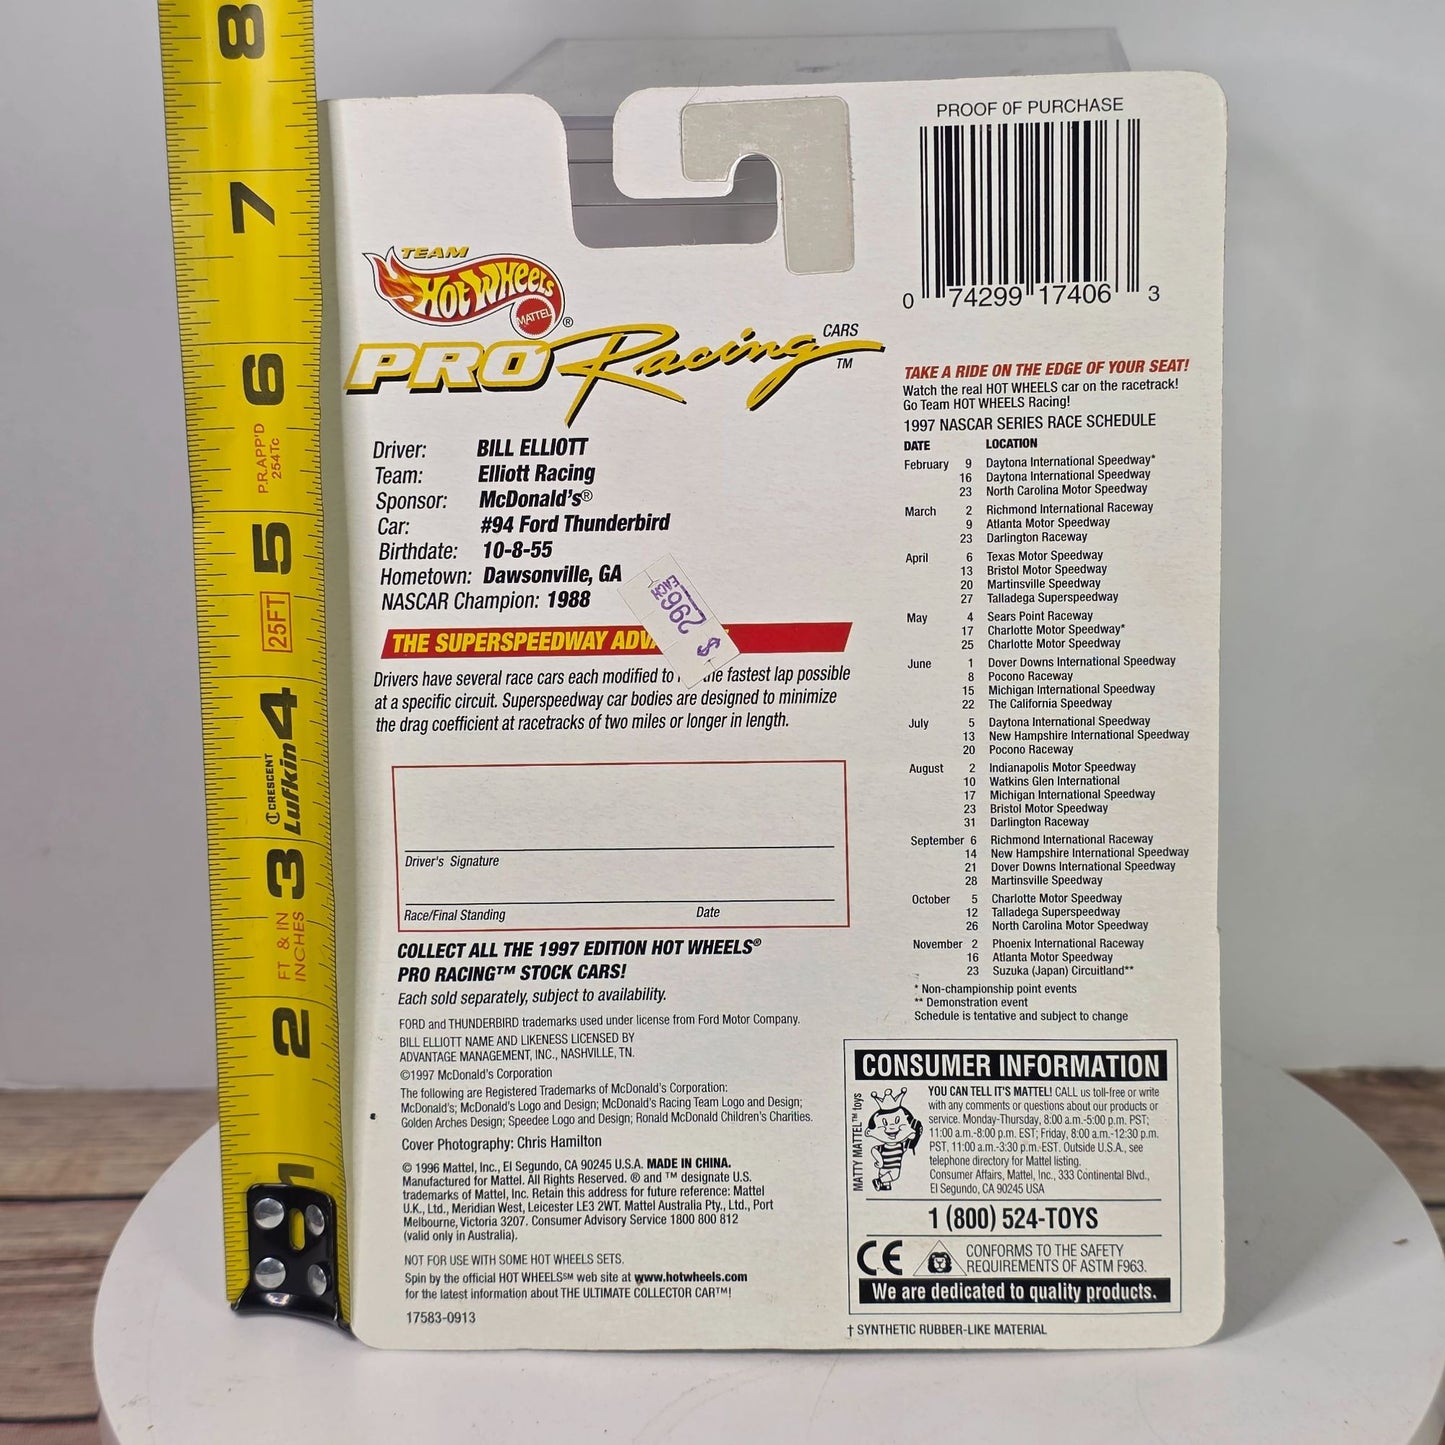 8
7
6
P.R.APP'D
254Tc
5
25FT
4
CRESCENT
Lufkin
3
FT & IN
INCHES
2
1
TEAM
Hot Wheels
MATTEL
®
PRO Racing
CARS
™
Driver: BILL ELLIOTT
Team: Elliott Racing
Sponsor: McDonald's®
Car: #94 Ford Thunderbird
Birthdate: 10-8-55
Hometown: Dawsonville, GA
NASCAR Champion: 1988
$ 2.96
EACH
THE SUPERSPEEDWAY
Drivers have several race cars each modified to fastest lap possible
at a specific circuit. Superspeedway car bodies are designed to minimize
the drag coefficient at racetracks of two miles or longer in length.
Driver's Signature
Race/Final Standing Date
COLLECT ALL THE 1997 EDITION HOT WHEELS®
PRO RACING™ STOCK CARS!
Each sold separately, subject to availability.
FORD and THUNDERBIRD trademarks used under license from Ford Motor Company.
BILL ELLIOTT NAME AND LIKENESS LICENSED BY
ADVANTAGE MANAGEMENT, INC., NASHVILLE, TN.
©1997 McDonald's Corporation
The following are Registered Trademarks of McDonald's Corporation:
McDonald's; McDonald's Logo and Design; McDonald's Racing Team Logo and Design;
Golden Arches Design; Speedee Logo and Design; Ronald McDonald Children's Charities.
Cover Photography: Chris Hamilton
© 1996 Mattel, Inc., El Segundo, CA 90245 U.S.A. MADE IN CHINA.
Manufactured for Mattel. All Rights Reserved. ® and ™ designate U.S.
trademarks of Mattel, Inc. Retain this address for future reference: Mattel
U.K., Ltd., Meridian West, Leicester LE3 2WT. Mattel Australia Pty., Ltd., Port
Melbourne, Victoria 3207. Consumer Advisory Service 1800 800 812
(valid only in Australia).
NOT FOR USE WITH SOME HOT WHEELS SETS.
Spin by the official HOT WHEELS℠ web site at www.hotwheels.com
for the latest information about THE ULTIMATE COLLECTOR CAR™!
17583-0913
PROOF OF PURCHASE
0 74299 17406 3
TAKE A RIDE ON THE EDGE OF YOUR SEAT!
Watch the real HOT WHEELS car on the racetrack!
Go Team HOT WHEELS Racing!
1997 NASCAR SERIES RACE SCHEDULE
DATE LOCATION
February 9 Daytona International Speedway*
16 Daytona International Speedway
23 North Carolina Motor Speedway
March 2 Richmond International Raceway
9 Atlanta Motor Speedway
23 Darlington Raceway
April 6 Texas Motor Speedway
13 Bristol Motor Speedway
20 Martinsville Speedway
27 Talladega Superspeedway
May 4 Sears Point Raceway
17 Charlotte Motor Speedway*
25 Charlotte Motor Speedway
June 1 Dover Downs International Speedway
8 Pocono Raceway
15 Michigan International Speedway
22 The California Speedway
July 5 Daytona International Speedway
13 New Hampshire International Speedway
20 Pocono Raceway
August 2 Indianapolis Motor Speedway
10 Watkins Glen International
17 Michigan International Speedway
23 Bristol Motor Speedway
31 Darlington Raceway
September 6 Richmond International Raceway
14 New Hampshire International Speedway
21 Dover Downs International Speedway
28 Martinsville Speedway
October 5 Charlotte Motor Speedway
12 Talladega Superspeedway
26 North Carolina Motor Speedway
November 2 Phoenix International Raceway
16 Atlanta Motor Speedway
23 Suzuka (Japan) Circuitland**
* Non-championship point events
** Demonstration event
Schedule is tentative and subject to change
CONSUMER INFORMATION
MATTY MATTEL™ toys
YOU CAN TELL IT'S MATTEL! CALL us toll-free or write
with any comments or questions about our products or
service. Monday-Thursday, 8:00 a.m.-5:00 p.m. PST;
11:00 a.m.-8:00 p.m. EST; Friday, 8:00 a.m.-12:30 p.m.
PST, 11:00 a.m.-3:30 p.m.-EST. Outside U.S.A., see
telephone directory for Mattel listing.
Consumer Affairs, Mattel, Inc., 333 Continental Blvd.,
El Segundo, CA 90245 USA
1 (800) 524-TOYS
CE
CONFORMS TO THE SAFETY
REQUIREMENTS OF ASTM F963.
We are dedicated to quality products.
† SYNTHETIC RUBBER-LIKE MATERIAL